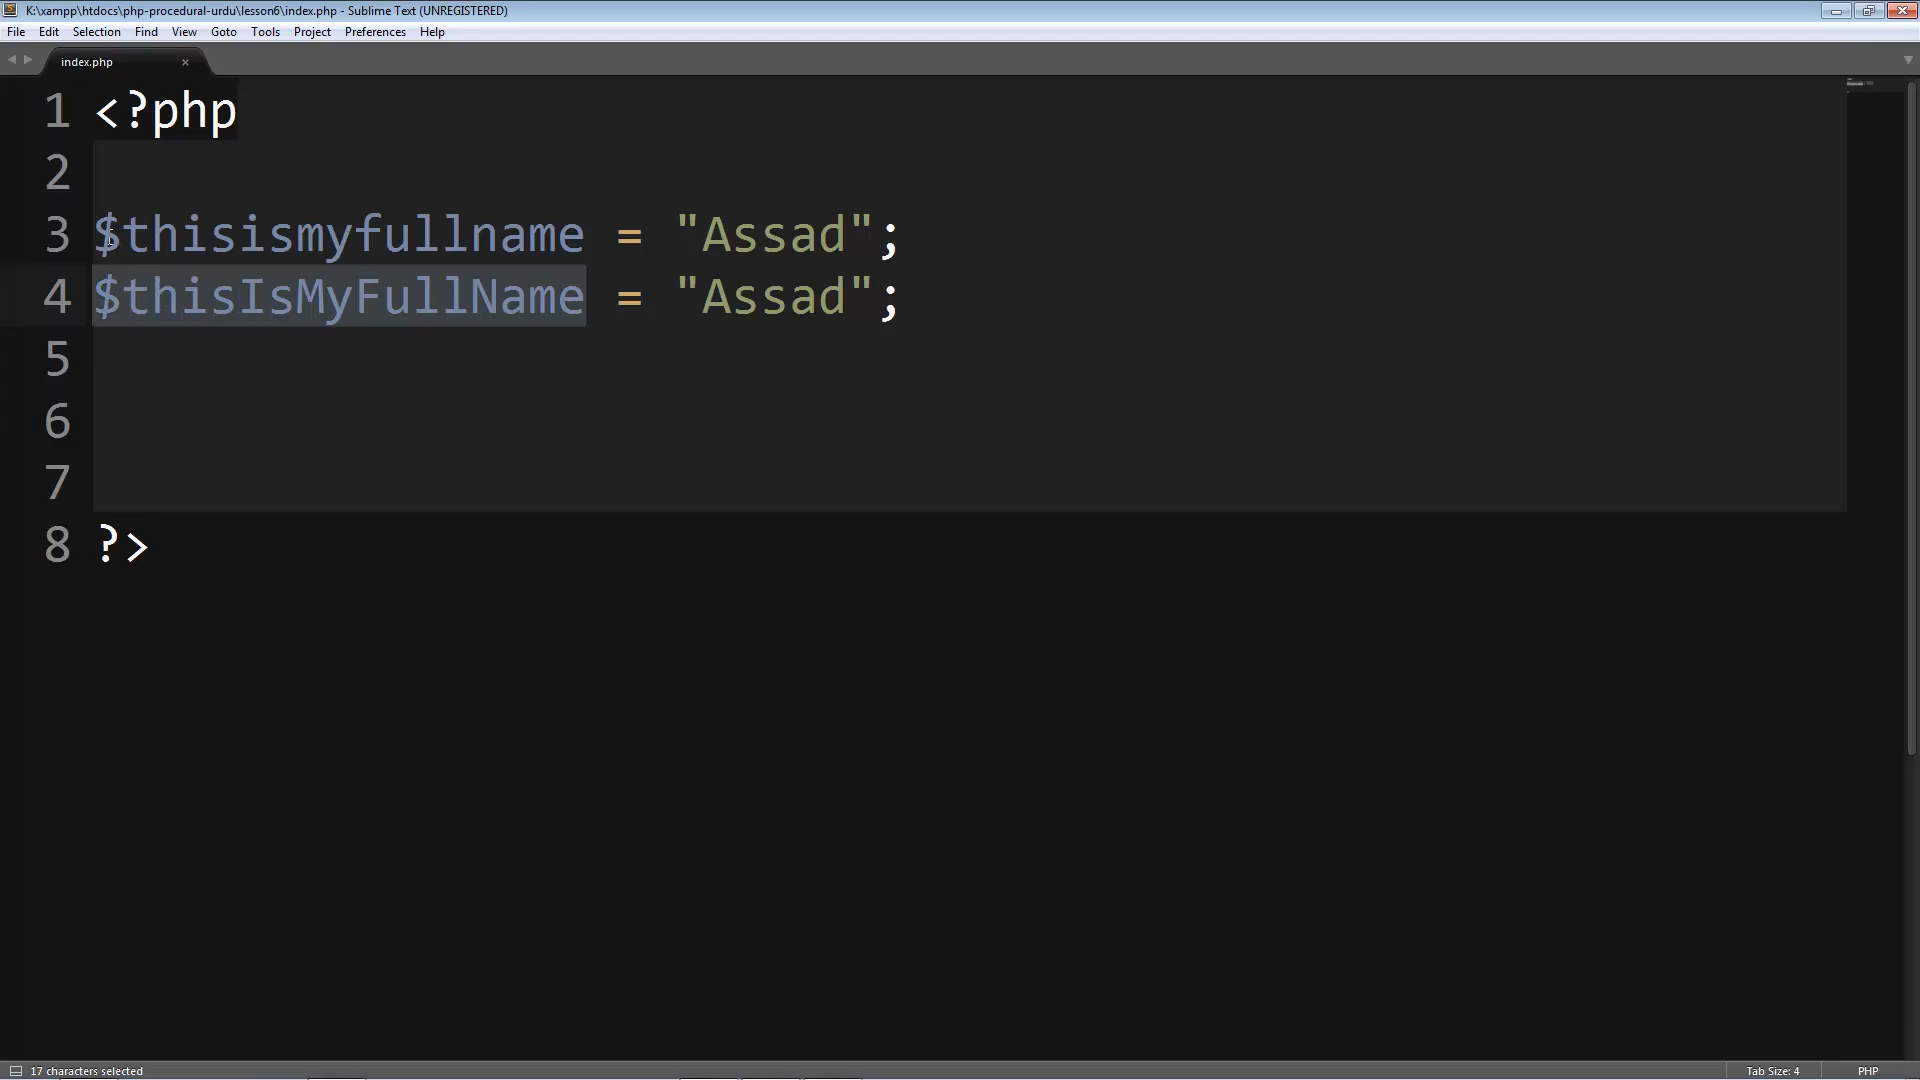 K:\xampp\htdocs\php-procedural-urdu\lesson6\index.php - Sublime Text (UNREGISTERED)
File Edit Selection Find View Goto Tools Project Preferences Help
index.php
1 <?php
2
3 $thisismyfullname = "Assad";
4 $thisIsMyFullName = "Assad";
5
6
7
8 ?>
17 characters selected Tab Size: 4 PHP